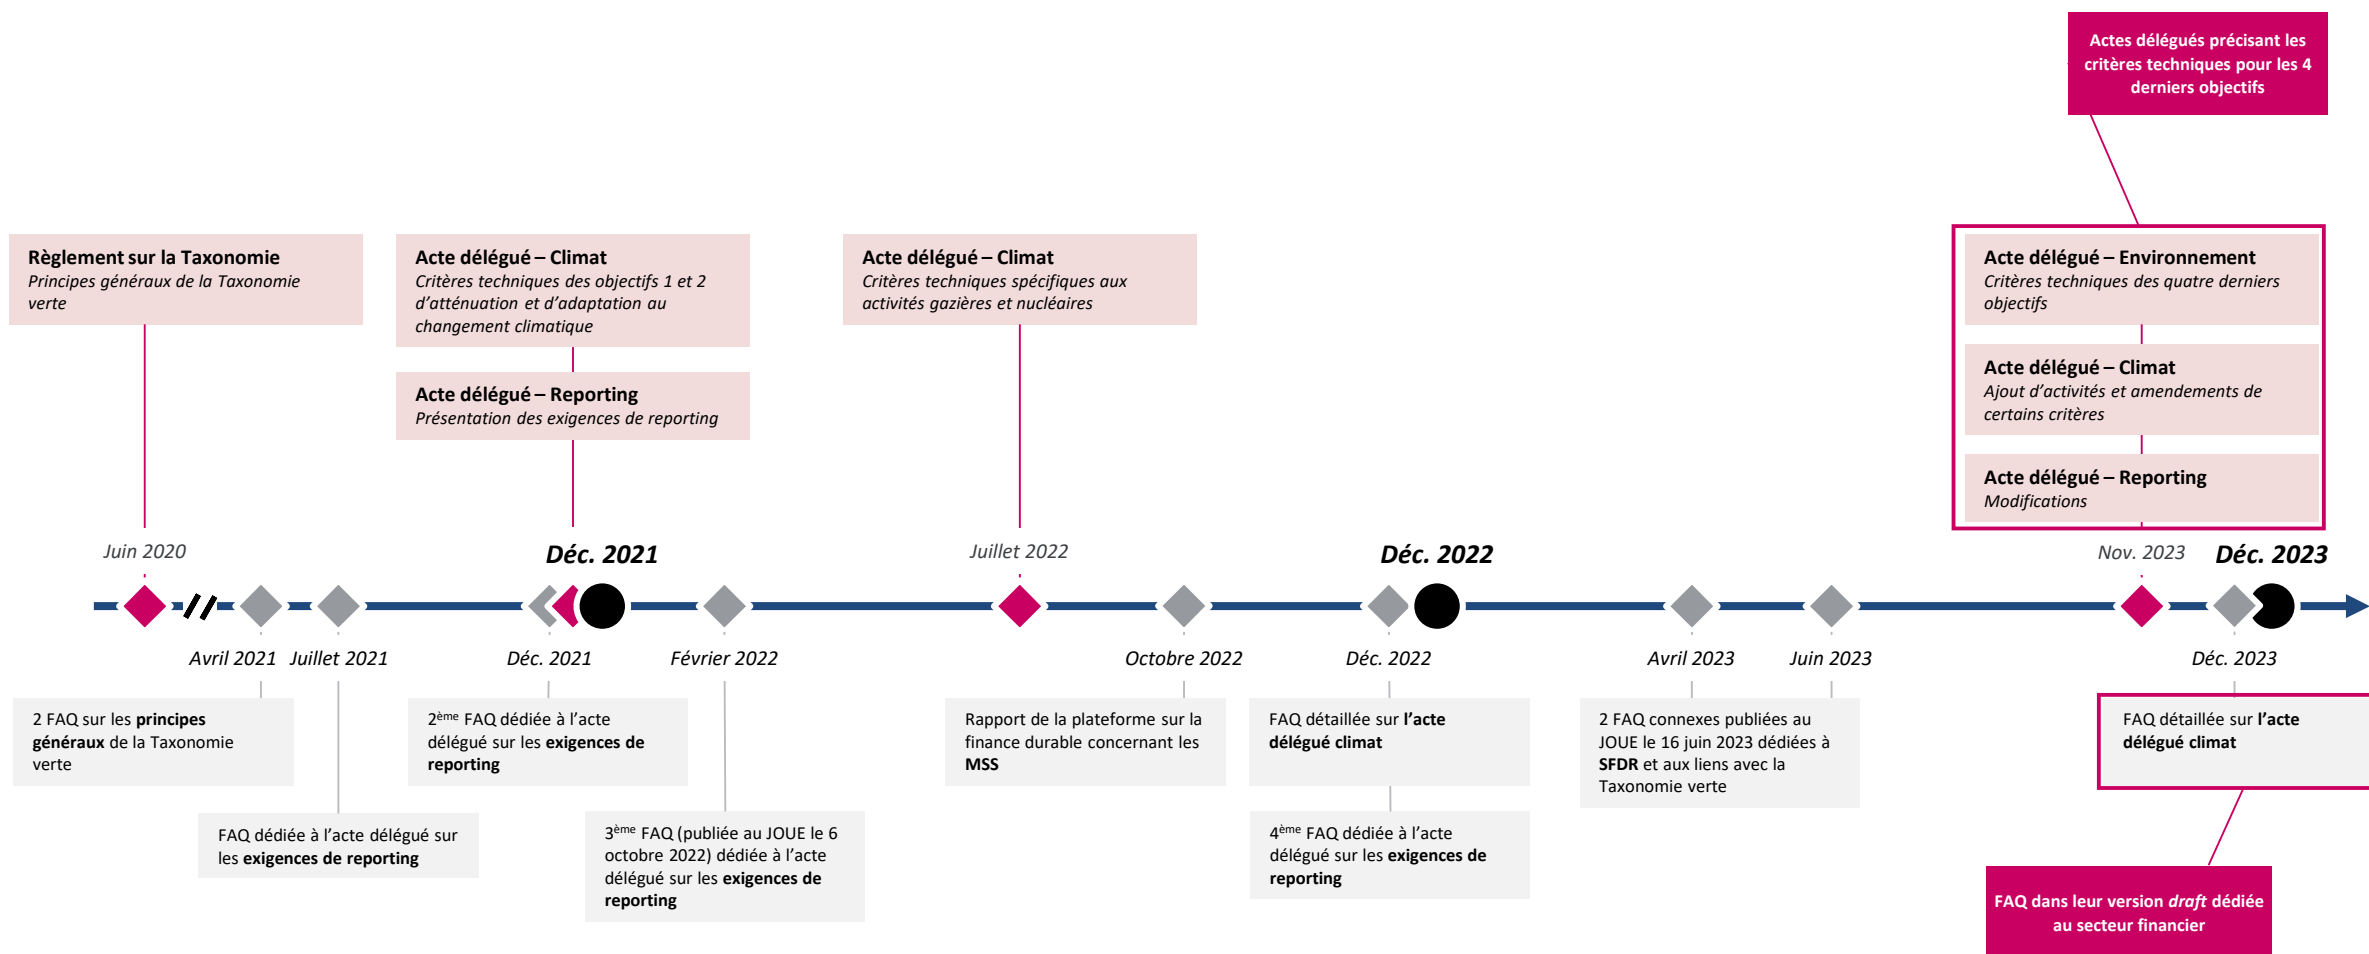 Actes délégués précisant les
critères techniques pour les 4
derniers objectifs
Règlement sur la Taxonomie
Principes généraux de la Taxonomie
verte
Acte délégué – Climat
Critères techniques des objectifs 1 et 2
d’atténuation et d’adaptation au
changement climatique
Acte délégué – Reporting
Présentation des exigences de reporting
Acte délégué – Climat
Critères techniques spécifiques aux
activités gazières et nucléaires
Acte délégué – Environnement
Critères techniques des quatre derniers
objectifs
Acte délégué – Climat
Ajout d’activités et amendements de
certains critères
Acte délégué – Reporting
Modifications
Juin 2020
Déc. 2021
Juillet 2022
Déc. 2022
Nov. 2023
Déc. 2023
Avril 2021
Juillet 2021
Déc. 2021
Février 2022
Octobre 2022
Déc. 2022
Avril 2023
Juin 2023
Déc. 2023
2 FAQ sur les principes
généraux de la Taxonomie
verte
FAQ dédiée à l’acte délégué sur
les exigences de reporting
2ème FAQ dédiée à l’acte
délégué sur les exigences de
reporting
3ème FAQ (publiée au JOUE le 6
octobre 2022) dédiée à l’acte
délégué sur les exigences de
reporting
Rapport de la plateforme sur la
finance durable concernant les
MSS
FAQ détaillée sur l’acte
délégué climat
4ème FAQ dédiée à l’acte
délégué sur les exigences de
reporting
2 FAQ connexes publiées au
JOUE le 16 juin 2023 dédiées à
SFDR et aux liens avec la
Taxonomie verte
FAQ détaillée sur l’acte
délégué climat
FAQ dans leur version draft dédiée
au secteur financier